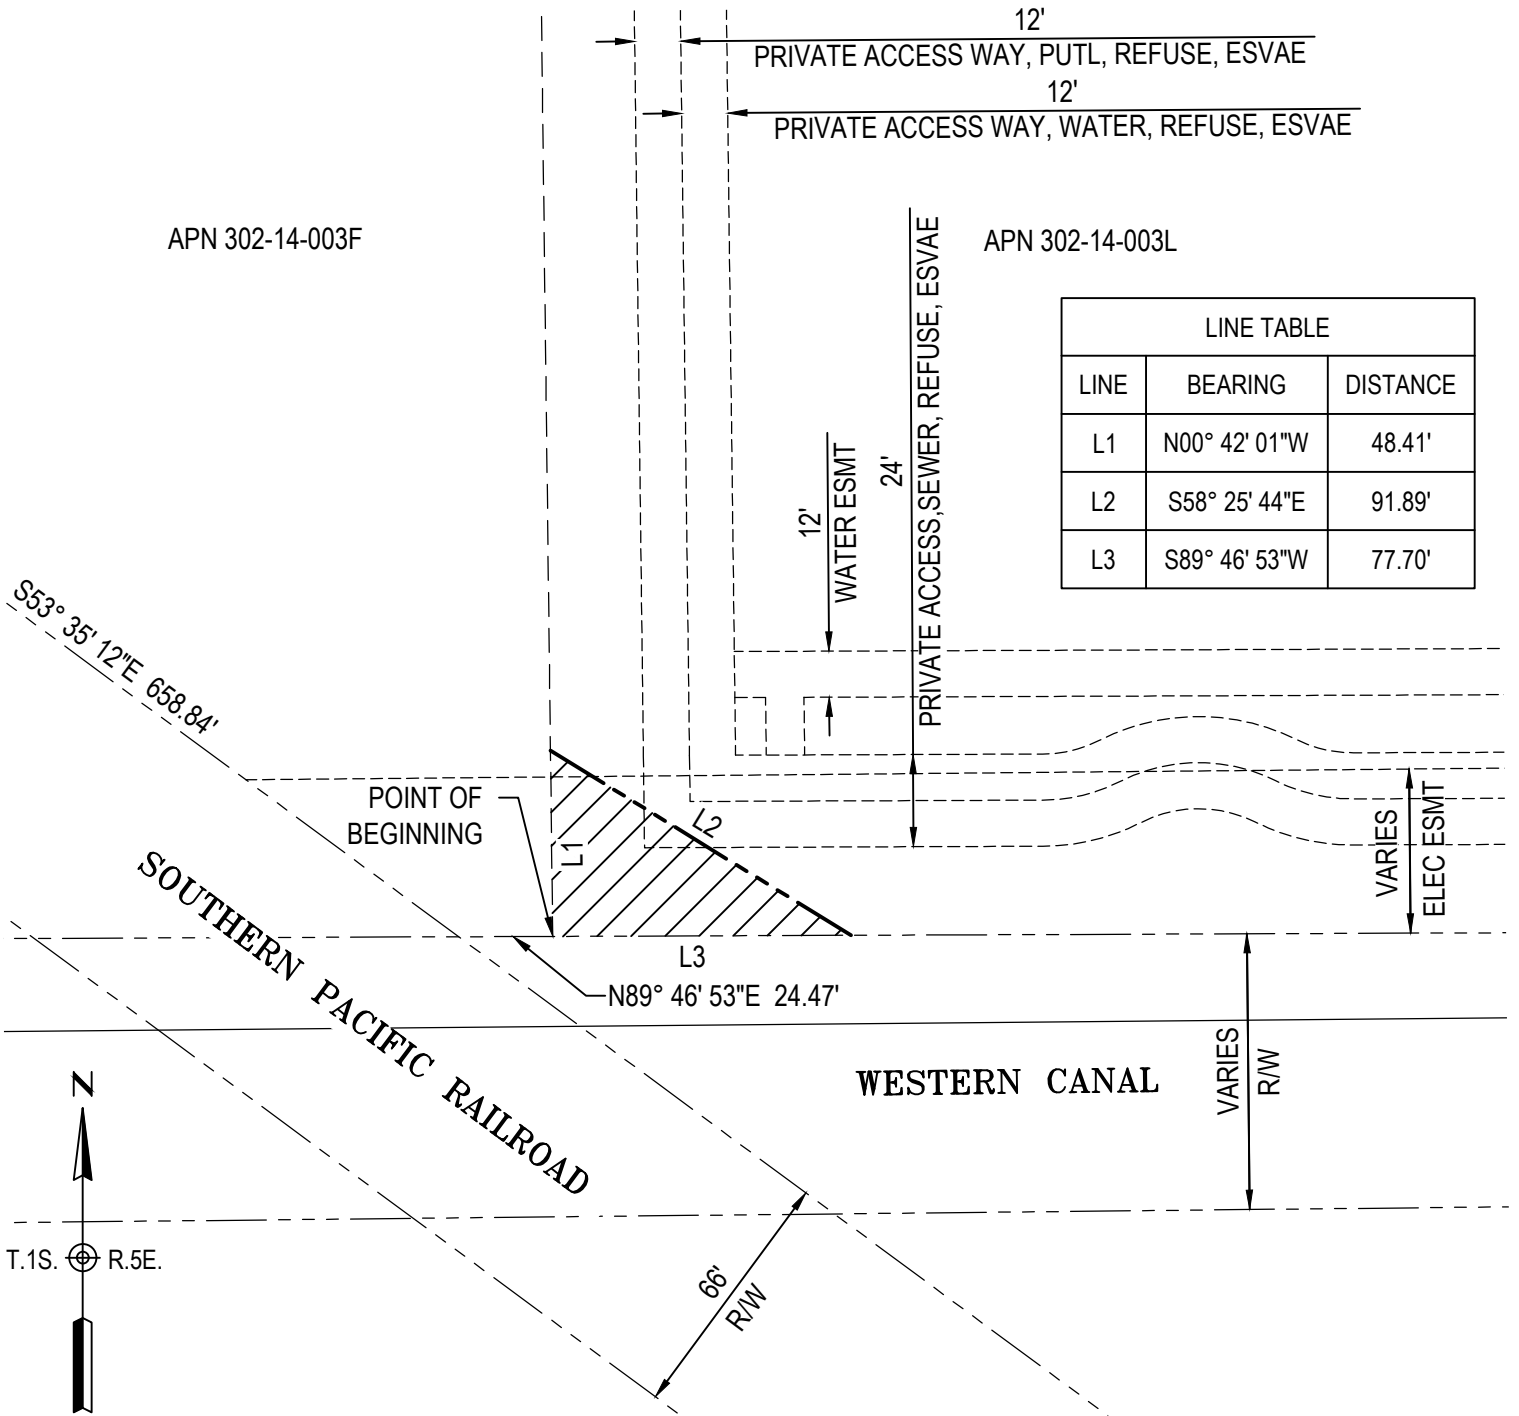 12'
PRIVATE ACCESS WAY, PUTL, REFUSE, ESVAE
12'
PRIVATE ACCESS WAY, WATER, REFUSE, ESVAE
APN 302-14-003F
APN 302-14-003L
24'
PRIVATE ACCESS,SEWER, REFUSE, ESVAE
12'
WATER ESMT
LINE TABLE
LINE BEARING DISTANCE
L1 N00° 42' 01"W 48.41'
L2 S58° 25' 44"E 91.89'
L3 S89° 46' 53"W 77.70'
S53° 35' 12"E 658.84'
POINT OF
BEGINNING
L1
L2
L3
N89° 46' 53"E 24.47'
VARIES
ELEC ESMT
SOUTHERN PACIFIC RAILROAD
WESTERN CANAL
VARIES
R/W
N
T.1S. R.5E.
66'
R/W